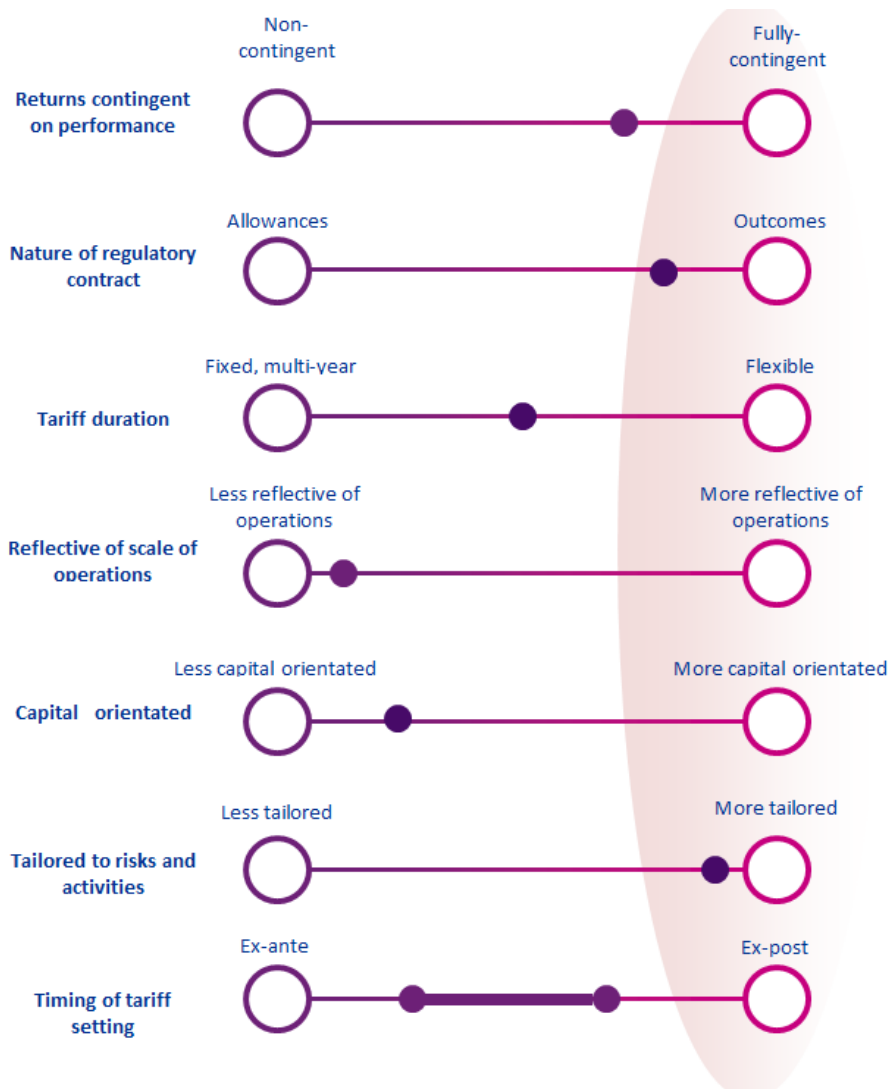 Non-
contingent
Fully-
contingent
Returns contingent
on performance
Allowances
Outcomes
Nature of regulatory
contract
Fixed, multi-year
Flexible
Tariff duration
Less reflective of
operations
More reflective of
operations
Reflective of scale of
operations
Less capital orientated
More capital orientated
Capital orientated
Less tailored
More tailored
Tailored to risks and
activities
Ex-ante
Ex-post
Timing of tariff
setting